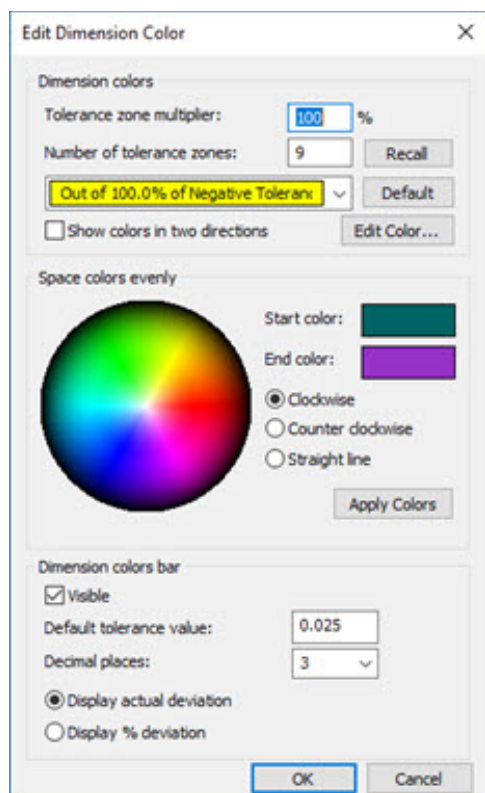 Edit Dimension Color
Dimension colors
Tolerance zone multiplier: 100 %
Number of tolerance zones: 9 Recall
Out of 100.0% of Negative Toleranc Default
Show colors in two directions Edit Color...
Space colors evenly
Start color:
End color:
Clockwise
Counter clockwise
Straight line
Apply Colors
Dimension colors bar
Visible
Default tolerance value: 0.025
Decimal places: 3
Display actual deviation
Display % deviation
OK Cancel